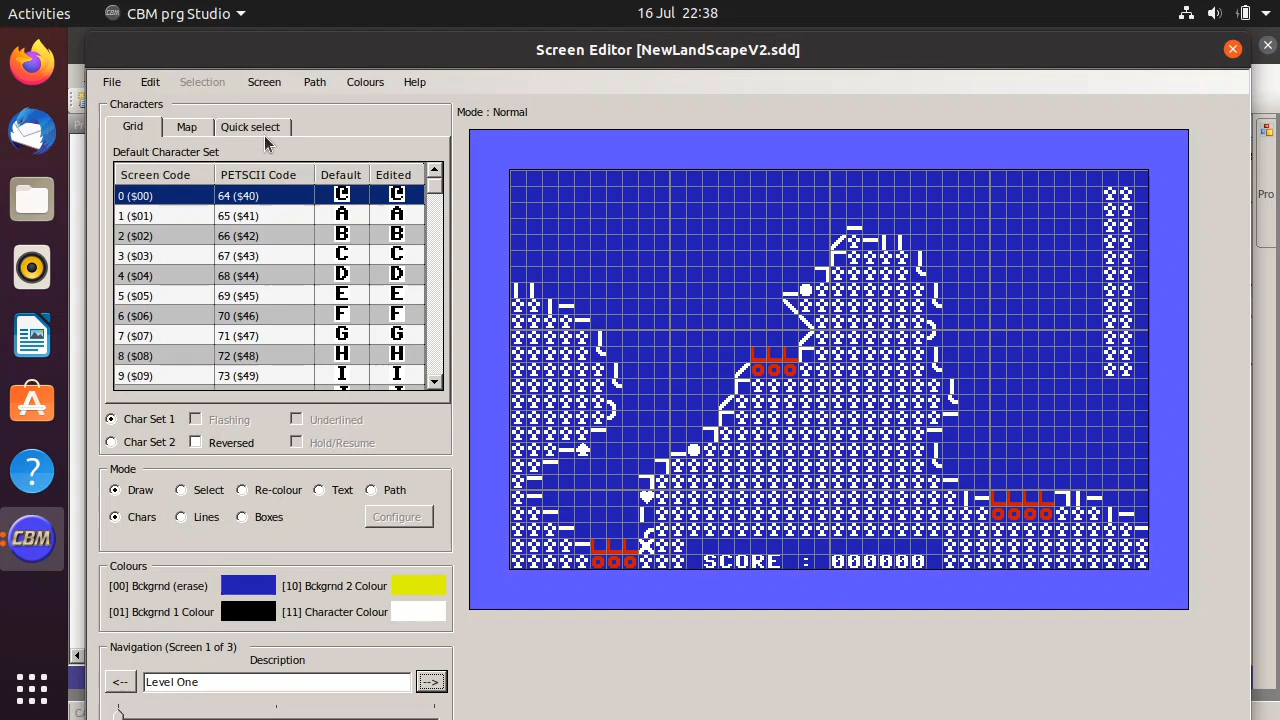 Activities CBM prg Studio 16 Jul 22:38
Screen Editor [NewLandScapeV2.sdd]
File Edit Selection Screen Path Colours Help
Characters
Mode : Normal
Grid Map Quick select
Default Character Set
Screen Code PETSCII Code Default Edited
0 ($00) 64 ($40) @ @
1 ($01) 65 ($41) A A
2 ($02) 66 ($42) B B
3 ($03) 67 ($43) C C
4 ($04) 68 ($44) D D
5 ($05) 69 ($45) E E
6 ($06) 70 ($46) F F
7 ($07) 71 ($47) G G
8 ($08) 72 ($48) H H
9 ($09) 73 ($49) I I
Char Set 1 Flashing Underlined
Char Set 2 Reversed Hold/Resume
Mode
Draw Select Re-colour Text Path
Chars Lines Boxes Configure
SCORE : 000000
Colours
[00] Bckgrnd (erase) [10] Bckgrnd 2 Colour
[01] Bckgrnd 1 Colour [11] Character Colour
Navigation (Screen 1 of 3)
Description
<-- Level One -->
CBM
Pro